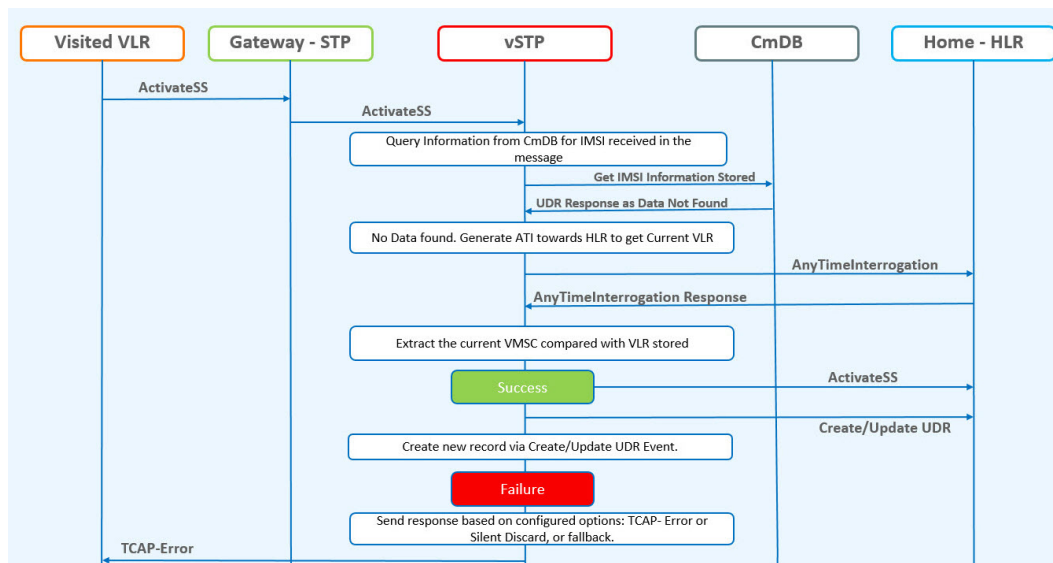 Visited VLR
Gateway - STP
vSTP
CmDB
Home - HLR
ActivateSS
ActivateSS
Query Information from CmDB for IMSI received in the
message
Get IMSI Information Stored
UDR Response as Data Not Found
No Data found. Generate ATI towards HLR to get Current VLR
AnyTimeInterrogation
AnyTimeInterrogation Response
Extract the current VMSC compared with VLR stored
Success
ActivateSS
Create/Update UDR
Create new record via Create/Update UDR Event.
Failure
Send response based on configured options: TCAP- Error or
Silent Discard, or fallback.
TCAP-Error